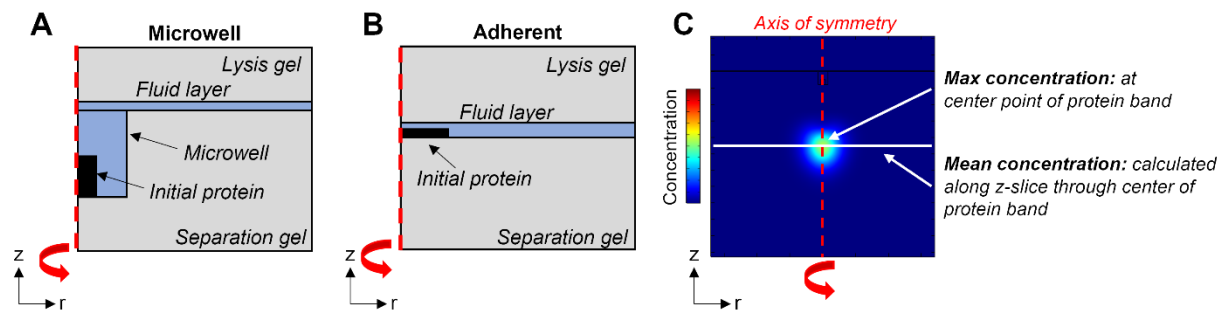 A
Microwell
Lysis gel
Fluid layer
Microwell
Initial protein
Separation gel
z
r
B
Adherent
Lysis gel
Fluid layer
Initial protein
Separation gel
z
r
C
Axis of symmetry
Concentration
Max concentration: at
center point of protein band
Mean concentration: calculated
along z-slice through center of
protein band
z
r